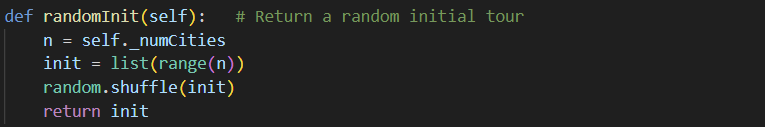 def randomInit(self):   # Return a random initial tour
    n = self._numCities
    init = list(range(n))
    random.shuffle(init)
    return init